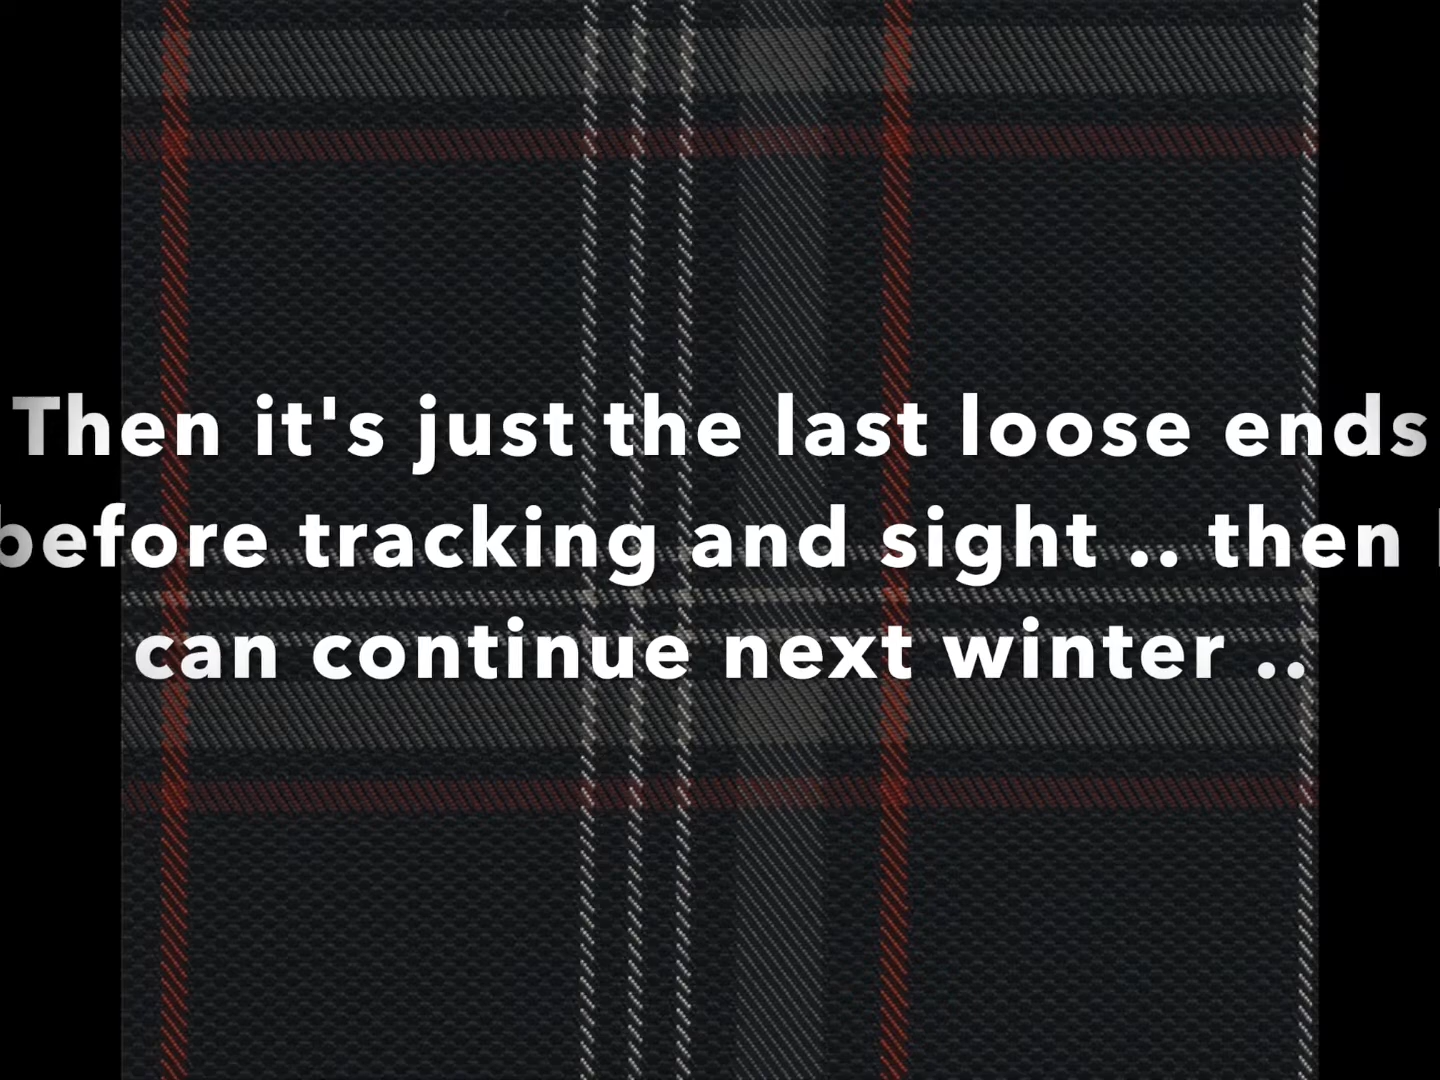 Then it's just the last loose ends
before tracking and sight .. then
can continue next winter ..